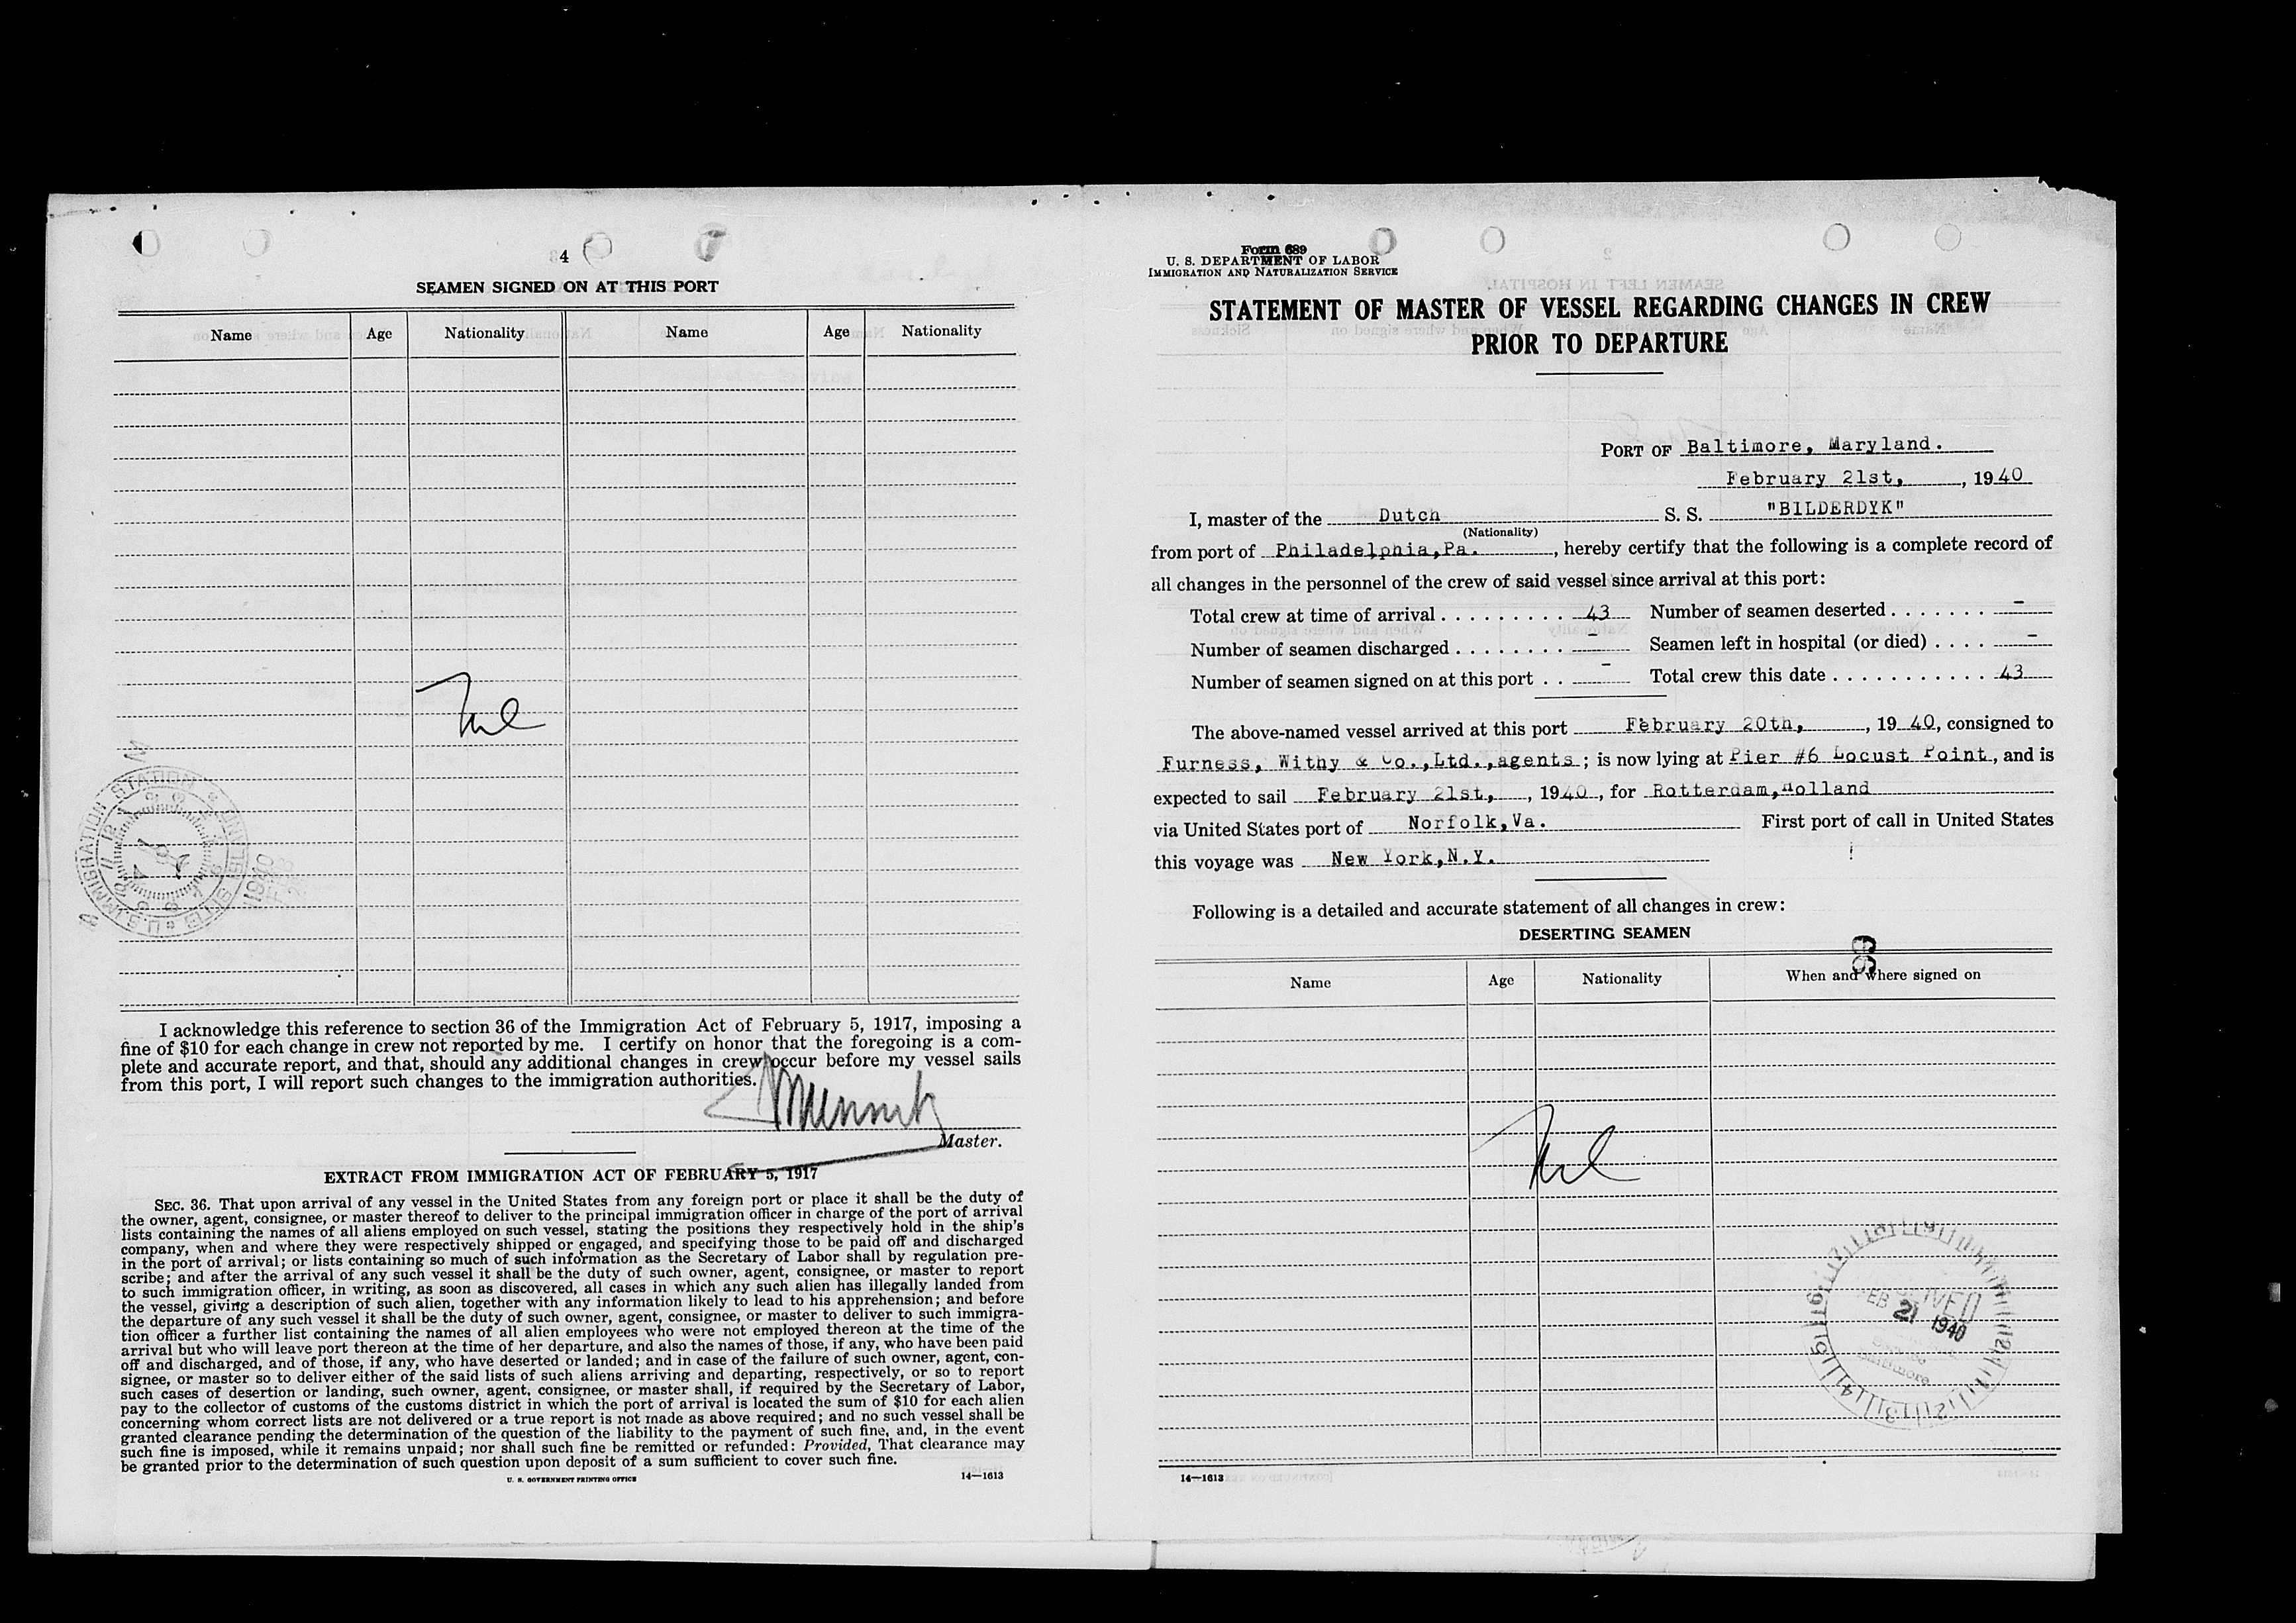 4
SEAMEN SIGNED ON AT THIS PORT
Name Age Nationality Name Age Nationality
Nil
U.S. IMMIGRATION STATION
1940
I acknowledge this reference to section 36 of the Immigration Act of February 5, 1917, imposing a
fine of $10 for each change in crew not reported by me. I certify on honor that the foregoing is a com-
plete and accurate report, and that, should any additional changes in crew occur before my vessel sails
from this port, I will report such changes to the immigration authorities.
Master.
EXTRACT FROM IMMIGRATION ACT OF FEBRUARY 5, 1917
SEC. 36. That upon arrival of any vessel in the United States from any foreign port or place it shall be the duty of
the owner, agent, consignee, or master thereof to deliver to the principal immigration officer in charge of the port of arrival
lists containing the names of all aliens employed on such vessel, stating the positions they respectively hold in the ship's
company, when and where they were respectively shipped or engaged, and specifying those to be paid off and discharged
in the port of arrival; or lists containing so much of such information as the Secretary of Labor shall by regulation pre-
scribe; and after the arrival of any such vessel it shall be the duty of such owner, agent, consignee, or master to report
to such immigration officer, in writing, as soon as discovered, all cases in which any such alien has illegally landed from
the vessel, giving a description of such alien, together with any information likely to lead to his apprehension; and before
the departure of any such vessel it shall be the duty of such owner, agent, consignee, or master to deliver to such immigra-
tion officer a further list containing the names of all alien employees who were not employed thereon at the time of the
arrival but who will leave port thereon at the time of her departure, and also the names of those, if any, who have been paid
off and discharged, and of those, if any, who have deserted or landed; and in case of the failure of such owner, agent, con-
signee, or master so to deliver either of the said lists of such aliens arriving and departing, respectively, or so to report
such cases of desertion or landing, such owner, agent, consignee, or master shall, if required by the Secretary of Labor,
pay to the collector of customs of the customs district in which the port of arrival is located the sum of $10 for each alien
concerning whom correct lists are not delivered or a true report is not made as above required; and no such vessel shall be
granted clearance pending the determination of the question of the liability to the payment of such fine, and, in the event
such fine is imposed, while it remains unpaid; nor shall such fine be remitted or refunded: Provided, That clearance may
be granted prior to the determination of such question upon deposit of a sum sufficient to cover such fine.
U. S. GOVERNMENT PRINTING OFFICE 14—1613
Form 689
U. S. DEPARTMENT OF LABOR
IMMIGRATION AND NATURALIZATION SERVICE
STATEMENT OF MASTER OF VESSEL REGARDING CHANGES IN CREW
PRIOR TO DEPARTURE
PORT OF Baltimore, Maryland.
February 21st, , 1940
I, master of the Dutch S. S. "BILDERDYK"
(Nationality)
from port of Philadelphia,Pa. , hereby certify that the following is a complete record of
all changes in the personnel of the crew of said vessel since arrival at this port:
Total crew at time of arrival . . . . . . . . . 43 Number of seamen deserted . . . . . . . -
Number of seamen discharged . . . . . . . . - Seamen left in hospital (or died) . . . . -
Number of seamen signed on at this port . . - Total crew this date . . . . . . . . . . . . 43
The above-named vessel arrived at this port February 20th, , 1940, consigned to
Furness, Withy & Co.,Ltd.,agents ; is now lying at Pier #6 Locust Point , and is
expected to sail February 21st, , 1940 , for Rotterdam,Holland
via United States port of Norfolk,Va. First port of call in United States
this voyage was New York,N.Y.
Following is a detailed and accurate statement of all changes in crew:
DESERTING SEAMEN
Name Age Nationality When and where signed on
Nil
FEB 21 1940
Baltimore
14—1613